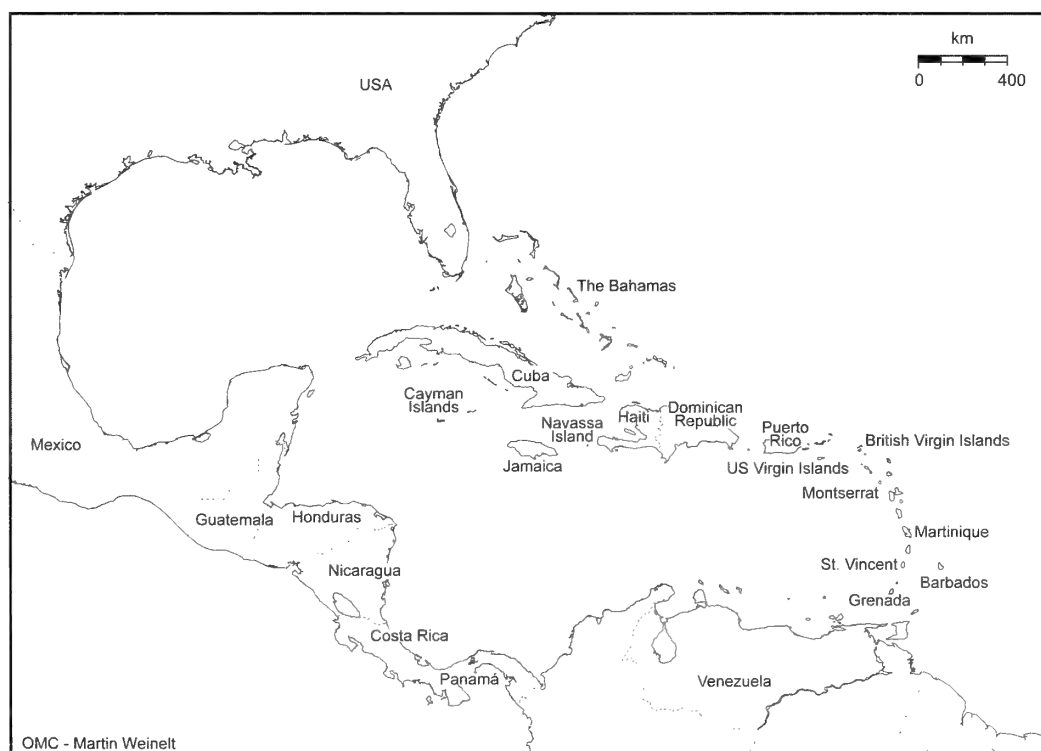 km
0 400
USA
The Bahamas
Cuba
Cayman
Islands
Navassa
Island
Haiti
Dominican
Republic
Puerto
Rico
British Virgin Islands
Mexico
Jamaica
US Virgin Islands
Montserrat
Guatemala
Honduras
Martinique
Nicaragua
St. Vincent
Barbados
Grenada
Costa Rica
Panamá
Venezuela
OMC - Martin Weinelt